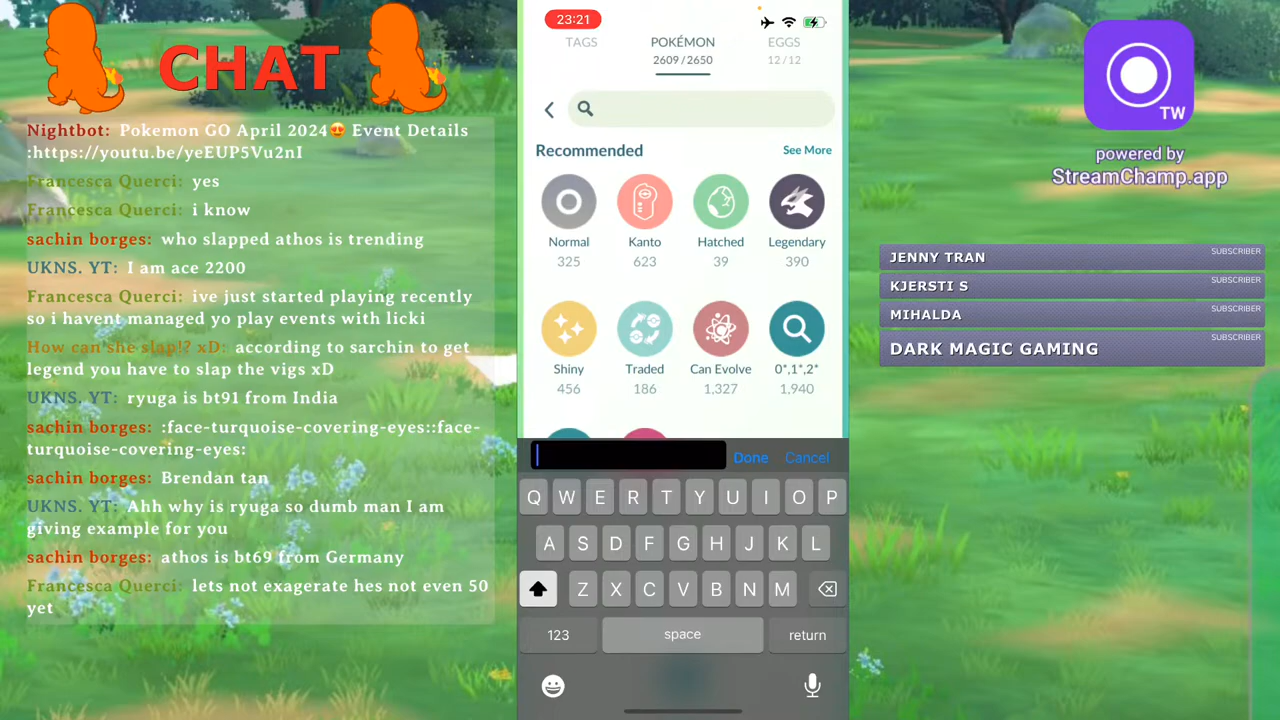 CHAT
Nightbot: Pokemon GO April 2024😍 Event Details
:https://youtu.be/yeEUP5Vu2nI
Francesca Querci: yes
Francesca Querci: i know
sachin borges: who slapped athos is trending
UKNS. YT: I am ace 2200
Francesca Querci: ive just started playing recently
so i havent managed yo play events with licki
How can she slap!? xD: according to sarchin to get
legend you have to slap the vigs xD
UKNS. YT: ryuga is bt91 from India
sachin borges: :face-turquoise-covering-eyes::face-
turquoise-covering-eyes:
sachin borges: Brendan tan
UKNS. YT: Ahh why is ryuga so dumb man I am
giving example for you
sachin borges: athos is bt69 from Germany
Francesca Querci: lets not exagerate hes not even 50
yet
23:21
TAGS POKÉMON EGGS
2609/2650 12/12
Recommended See More
Normal Kanto Hatched Legendary
325 623 39 390
Shiny Traded Can Evolve 0*,1*,2*
456 186 1,327 1,940
Done Cancel
Q W E R T Y U I O P
A S D F G H J K L
Z X C V B N M
123 space return
TW
powered by
StreamChamp.app
JENNY TRAN SUBSCRIBER
KJERSTI S SUBSCRIBER
MIHALDA SUBSCRIBER
DARK MAGIC GAMING SUBSCRIBER